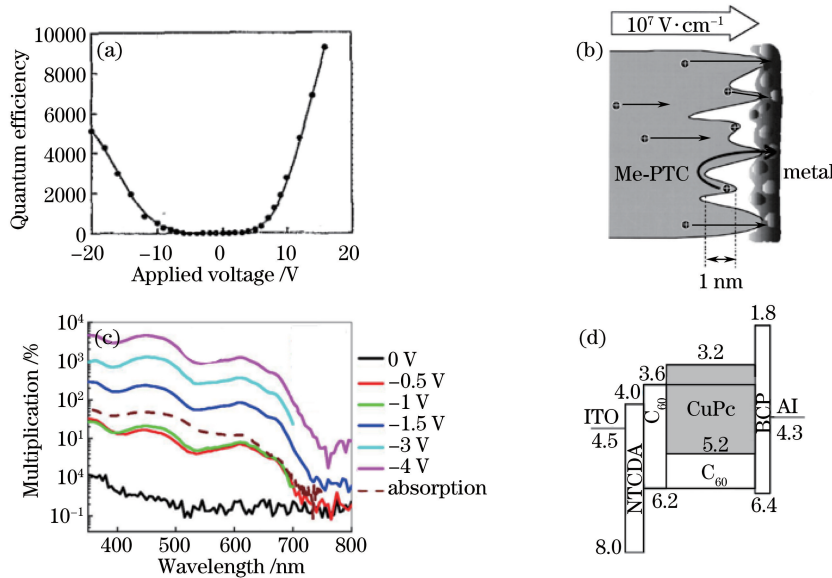 (a)
10000
8000
6000
4000
2000
0
Quantum efficiency
−20
−10
0
10
20
Applied voltage /V
(b)
10⁷ V·cm⁻¹
Me-PTC
metal
1 nm
(c)
10⁴
10³
10²
10¹
10⁴
10⁻¹
Multiplication /%
400
500
600
700
800
Wavelength /nm
0 V
−0.5 V
−1 V
−1.5 V
−3 V
−4 V
absorption
(d)
1.8
3.2
3.6
4.0
C₆₀
CuPc
BCP
ITO
4.5
Al
4.3
5.2
NTCDA
C₆₀
6.2
6.4
8.0